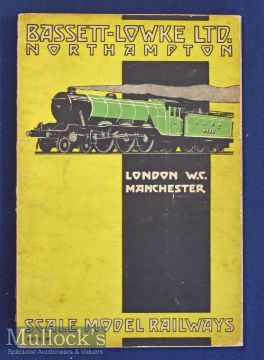 BASSETT-LOWKE LTD.
NORTHAMPTON
LONDON W.C.
MANCHESTER
SCALE MODEL RAILWAYS
Mullock's
Specialist Auctioneers & Valuers